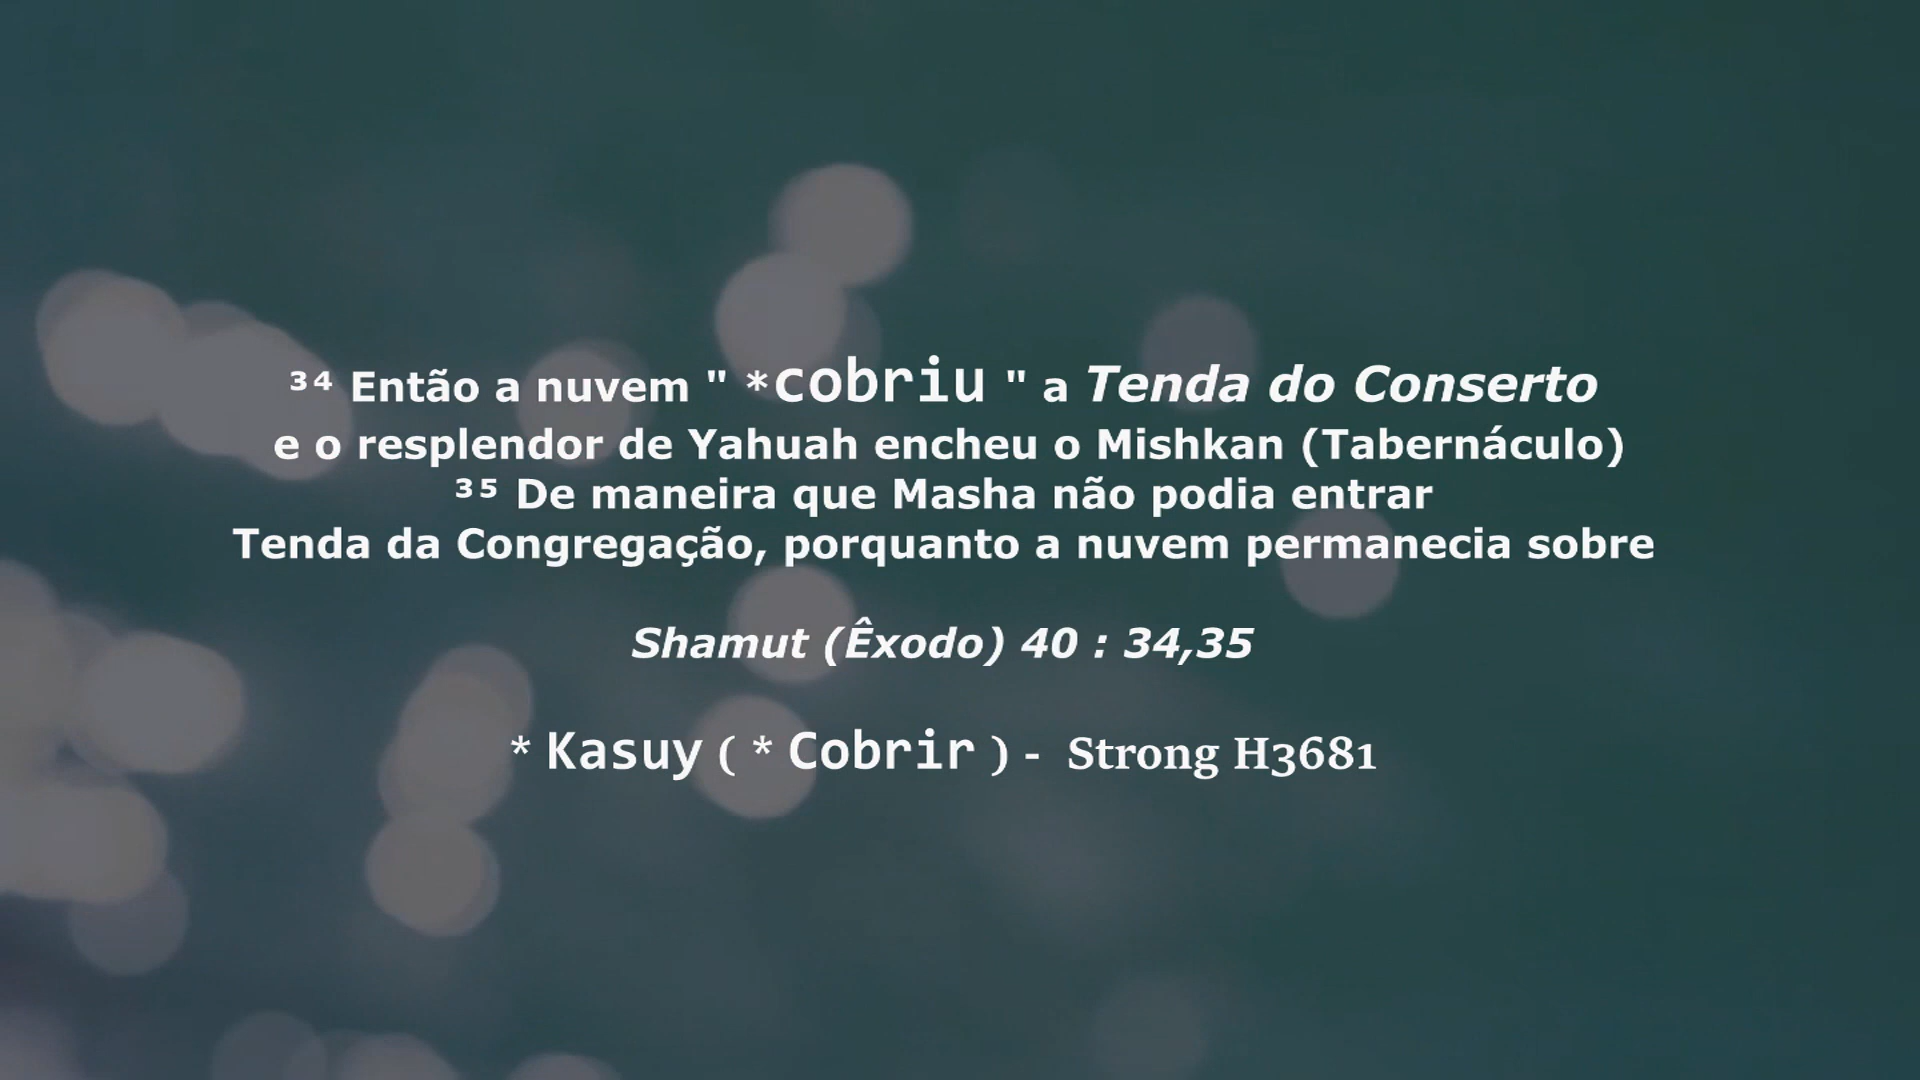 ³⁴ Então a nuvem " *cobriu " a Tenda do Conserto
e o resplendor de Yahuah encheu o Mishkan (Tabernáculo)
³⁵ De maneira que Masha não podia entrar
Tenda da Congregação, porquanto a nuvem permanecia sobre
Shamut (Êxodo) 40 : 34,35
* Kasuy ( * Cobrir ) - Strong H3681